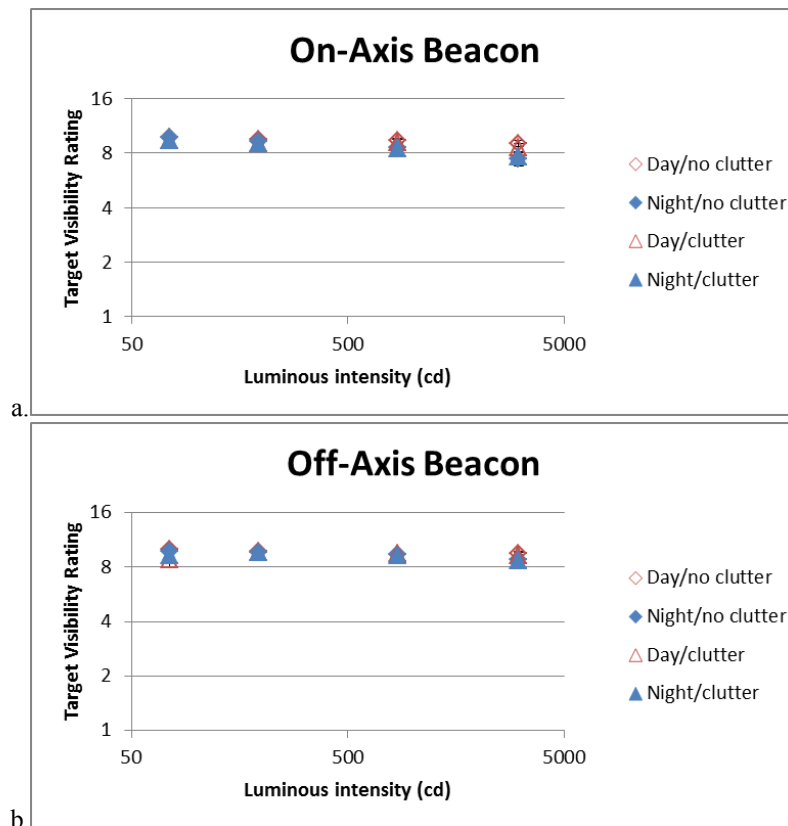 On-Axis Beacon
16
8
4
2
1
Target Visibility Rating
50 500 5000
Luminous intensity (cd)
Day/no clutter
Night/no clutter
Day/clutter
Night/clutter
a.
Off-Axis Beacon
16
8
4
2
1
Target Visibility Rating
50 500 5000
Luminous intensity (cd)
Day/no clutter
Night/no clutter
Day/clutter
Night/clutter
b